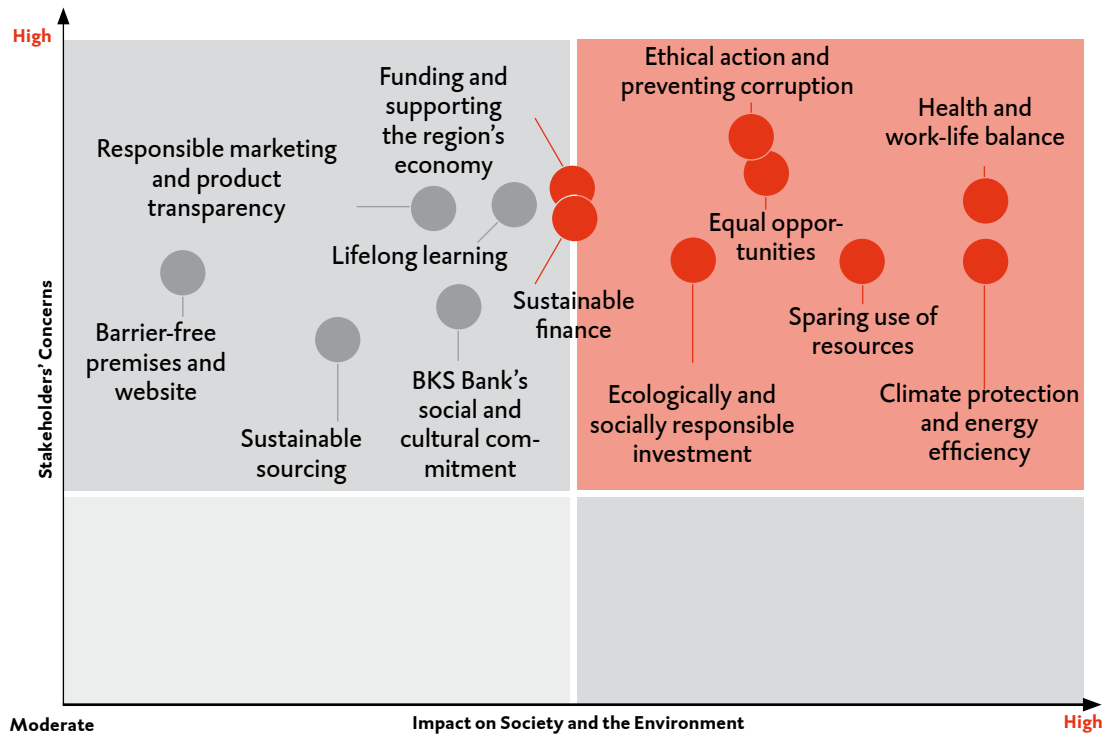 High
Stakeholders’ Concerns
Funding and
supporting
the region’s
economy
Responsible marketing
and product
transparency
Lifelong learning
Barrier-free
premises and
website
Sustainable
sourcing
BKS Bank’s
social and
cultural com-
mitment
Sustainable
finance
Ethical action and
preventing corruption
Health and
work-life balance
Equal oppor-
tunities
Sparing use of
resources
Ecologically and
socially responsible
investment
Climate protection
and energy
efficiency
Moderate
Impact on Society and the Environment
High